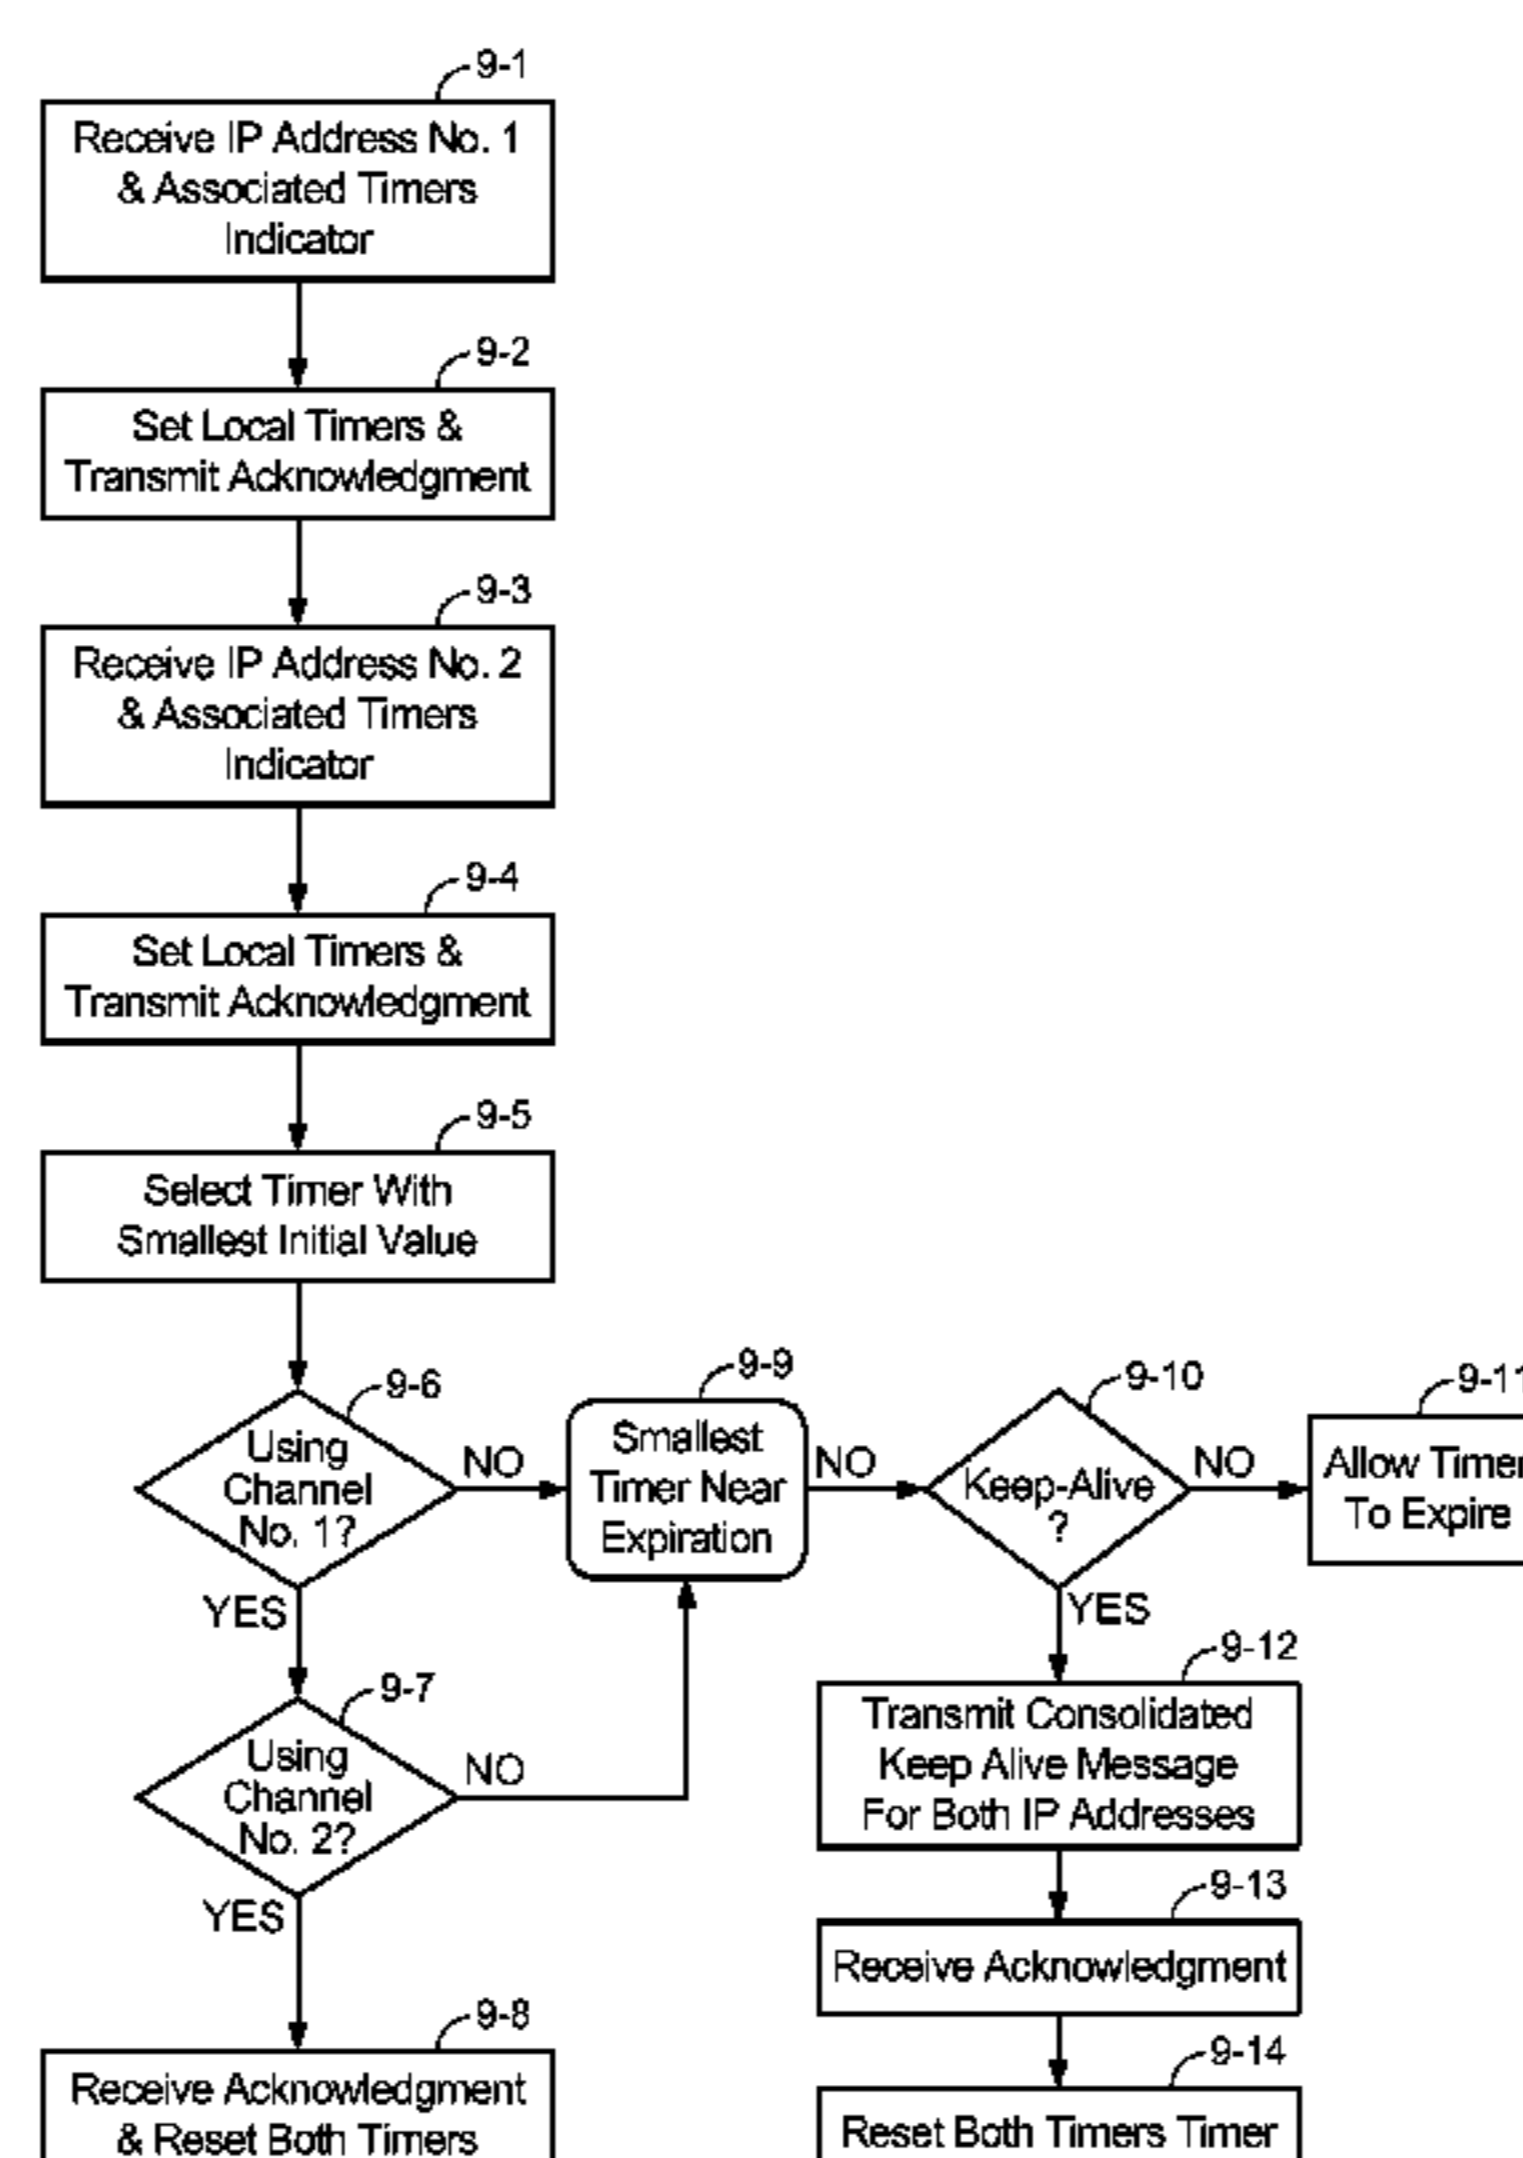 9-1
Receive IP Address No. 1
& Associated Timers
Indicator
9-2
Set Local Timers &
Transmit Acknowledgment
9-3
Receive IP Address No. 2
& Associated Timers
Indicator
9-4
Set Local Timers &
Transmit Acknowledgment
9-5
Select Timer With
Smallest Initial Value
9-6
Using
Channel
No. 1?
NO
YES
9-9
Smallest
Timer Near
Expiration
NO
9-10
Keep-Alive
?
NO
YES
9-11
Allow Timer
To Expire
9-7
Using
Channel
No. 2?
NO
YES
9-12
Transmit Consolidated
Keep Alive Message
For Both IP Addresses
9-13
Receive Acknowledgment
9-8
Receive Acknowledgment
& Reset Both Timers
9-14
Reset Both Timers Timer